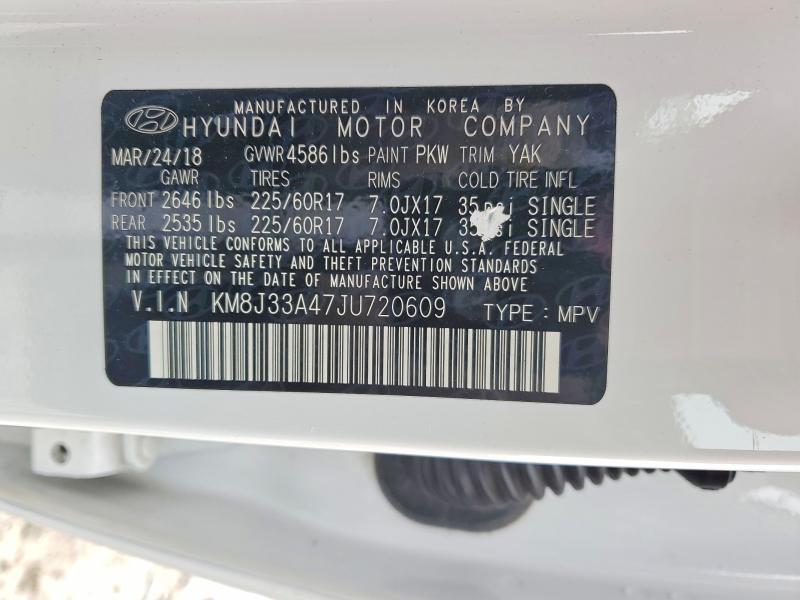 MANUFACTURED IN KOREA BY
HYUNDAI MOTOR COMPANY
MAR/24/18 GVWR 4586 lbs PAINT PKW TRIM YAK
GAWR TIRES RIMS COLD TIRE INFL
FRONT 2646 lbs 225/60R17 7.0JX17 35 psi SINGLE
REAR 2535 lbs 225/60R17 7.0JX17 SINGLE
THIS VEHICLE CONFORMS TO ALL APPLICABLE U.S.A. FEDERAL
MOTOR VEHICLE SAFETY AND THEFT PREVENTION STANDARDS
IN EFFECT ON THE DATE OF MANUFACTURE SHOWN ABOVE
V.I.N KM8J33A47JU720609 TYPE : MPV